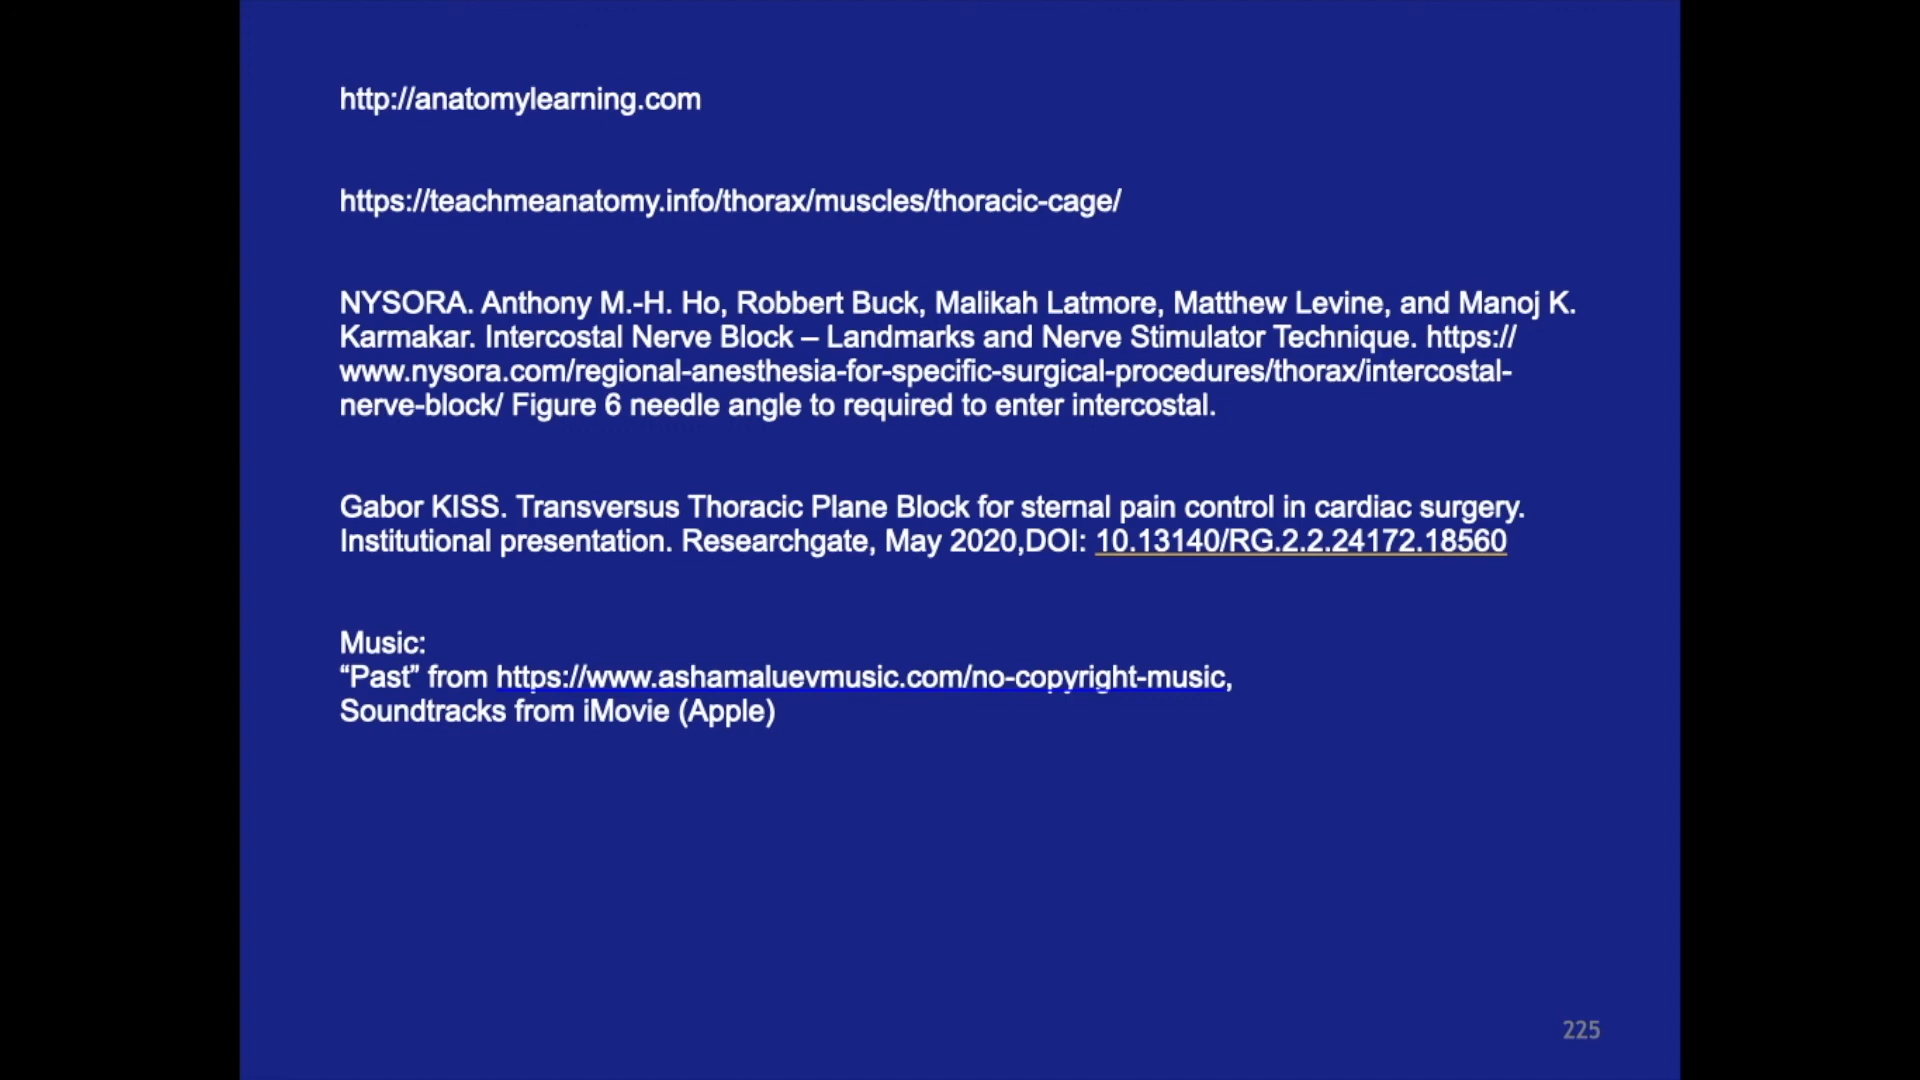 http://anatomylearning.com
https://teachmeanatomy.info/thorax/muscles/thoracic-cage/
NYSORA. Anthony M.-H. Ho, Robbert Buck, Malikah Latmore, Matthew Levine, and Manoj K.
Karmakar. Intercostal Nerve Block – Landmarks and Nerve Stimulator Technique. https://
www.nysora.com/regional-anesthesia-for-specific-surgical-procedures/thorax/intercostal-
nerve-block/ Figure 6 needle angle to required to enter intercostal.
Gabor KISS. Transversus Thoracic Plane Block for sternal pain control in cardiac surgery.
Institutional presentation. Researchgate, May 2020,DOI: 10.13140/RG.2.2.24172.18560
Music:
“Past” from https://www.ashamaluevmusic.com/no-copyright-music,
Soundtracks from iMovie (Apple)
225